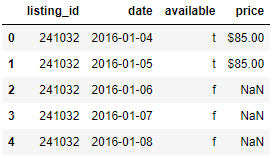 listing_id date available price
0 241032 2016-01-04 t $85.00
1 241032 2016-01-05 t $85.00
2 241032 2016-01-06 f NaN
3 241032 2016-01-07 f NaN
4 241032 2016-01-08 f NaN